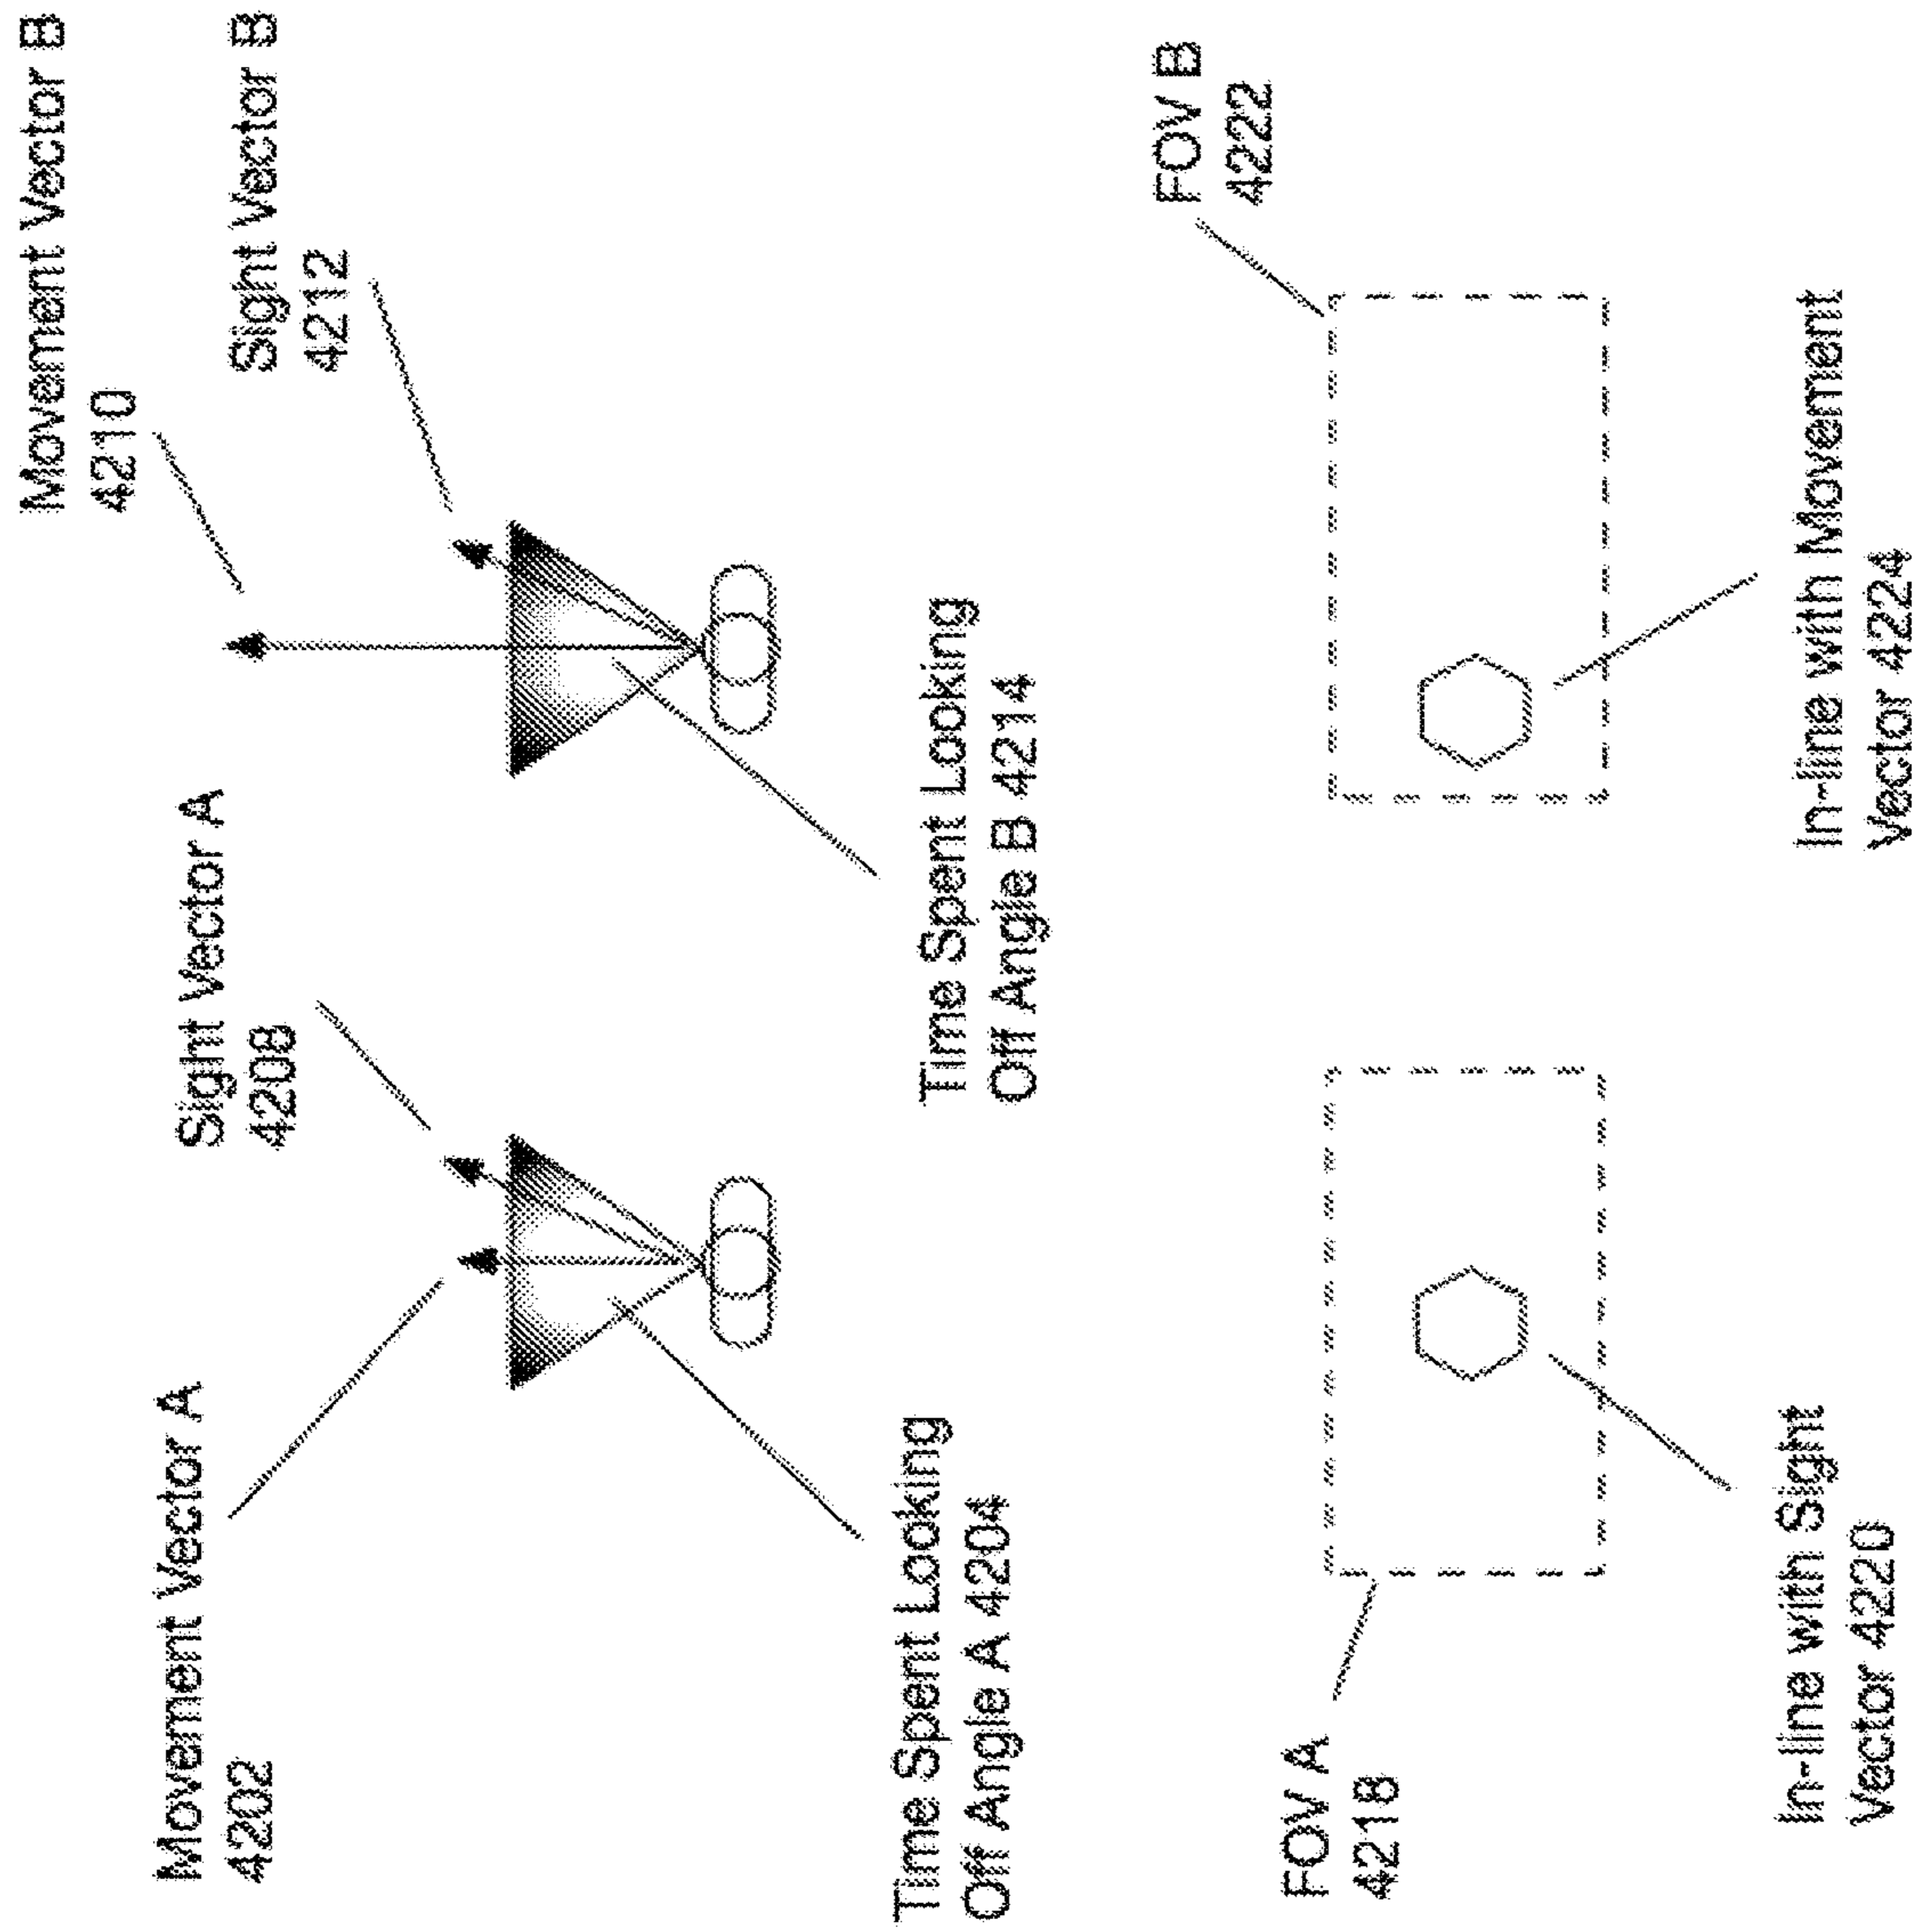 Movement Vector A
4202
Sight Vector A
4208
Movement Vector B
4210
Sight Vector B
4212
Time Spent Looking
Off Angle A 4204
Time Spent Looking
Off Angle B 4214
FOV A
4218
FOV B
4222
In-line with Sight
Vector 4220
In-line with Movement
Vector 4224